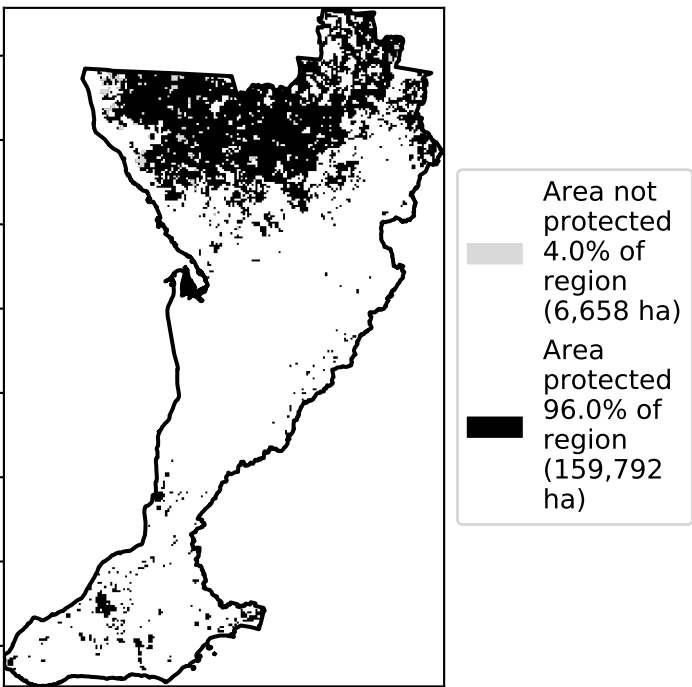 Area not
protected
4.0% of
region
(6,658 ha)
Area
protected
96.0% of
region
(159,792
ha)